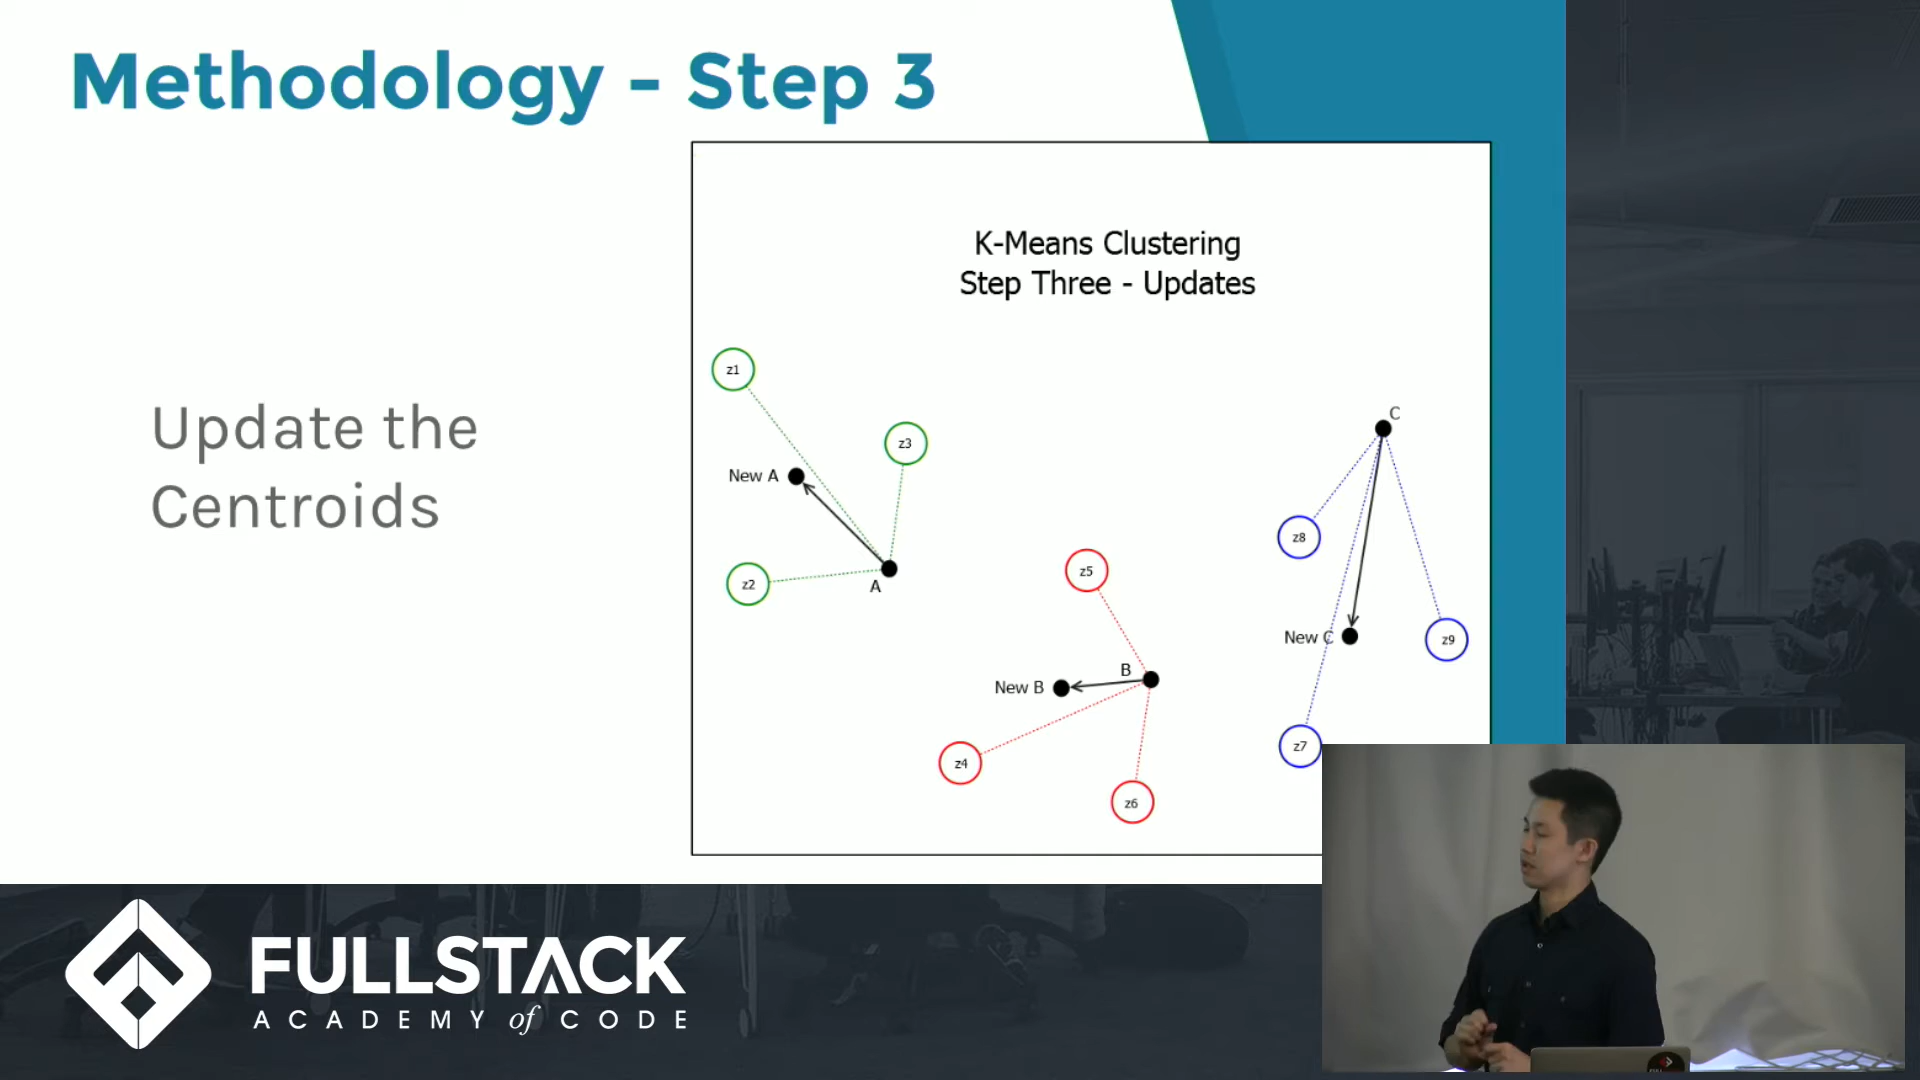 Methodology - Step 3
K-Means Clustering
Step Three - Updates
Update the
Centroids
z1
z3
New A
z2
A
C
z8
z5
New C
z9
B
New B
z4
z7
z6
FULLSTACK
ACADEMY of CODE